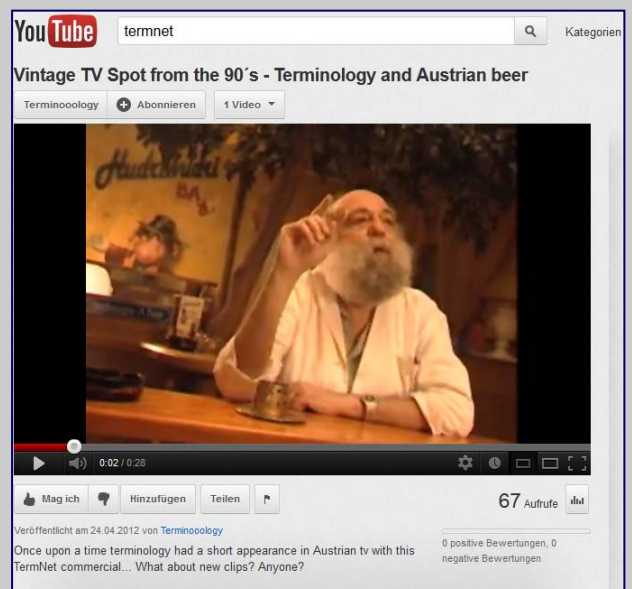 YouTube
termnet
Kategorien
Vintage TV Spot from the 90´s - Terminology and Austrian beer
Terminooology
Abonnieren
1 Video
0:02 / 0:28
Mag ich
Hinzufügen
Teilen
67 Aufrufe
Veröffentlicht am 24.04.2012 von Terminooology
Once upon a time terminology had a short appearance in Austrian tv with this
TermNet commercial... What about new clips? Anyone?
0 positive Bewertungen, 0
negative Bewertungen